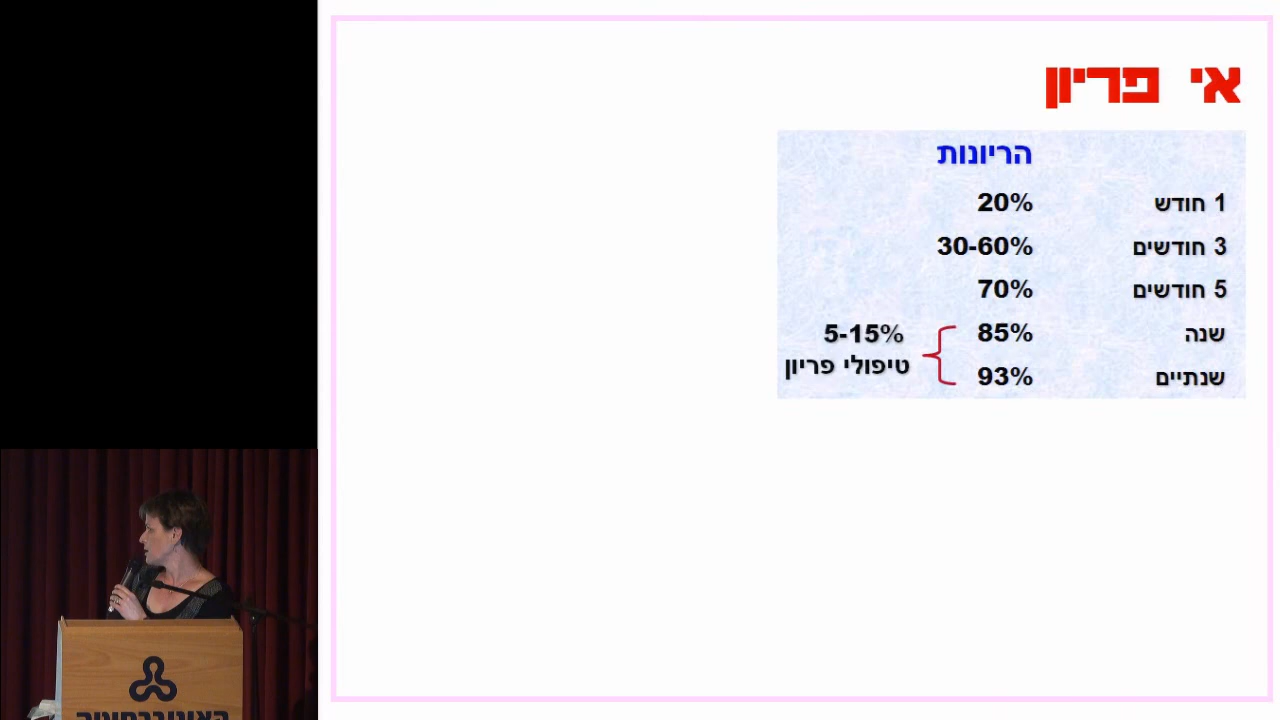 אי פריון
הריונות
1 חודש 20%
3 חודשים 30-60%
5 חודשים 70%
שנה 85%
שנתיים 93%
5-15%
טיפולי פריון
האוניברסיטה